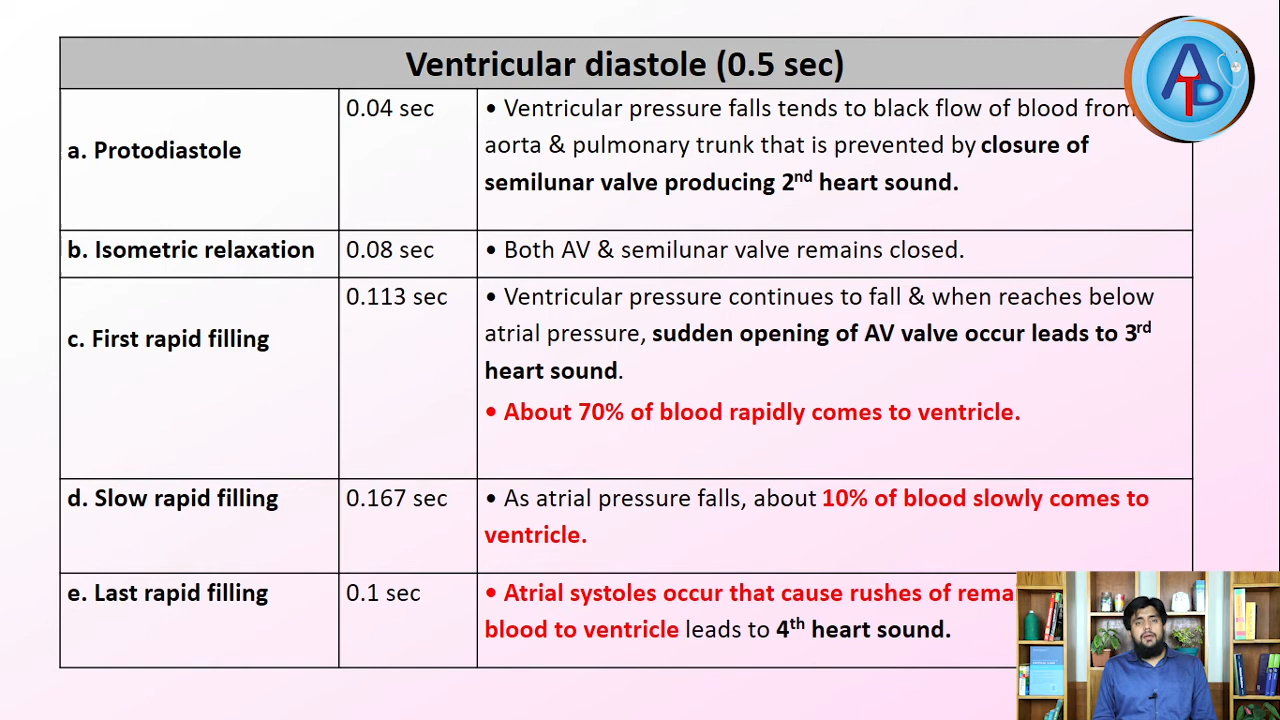 Ventricular diastole (0.5 sec)
a. Protodiastole
0.04 sec
• Ventricular pressure falls tends to black flow of blood from
aorta & pulmonary trunk that is prevented by closure of
semilunar valve producing 2nd heart sound.
b. Isometric relaxation
0.08 sec
• Both AV & semilunar valve remains closed.
c. First rapid filling
0.113 sec
• Ventricular pressure continues to fall & when reaches below
atrial pressure, sudden opening of AV valve occur leads to 3rd
heart sound.
• About 70% of blood rapidly comes to ventricle.
d. Slow rapid filling
0.167 sec
• As atrial pressure falls, about 10% of blood slowly comes to
ventricle.
e. Last rapid filling
0.1 sec
• Atrial systoles occur that cause rushes of
blood to ventricle leads to 4th heart sound.
ATB